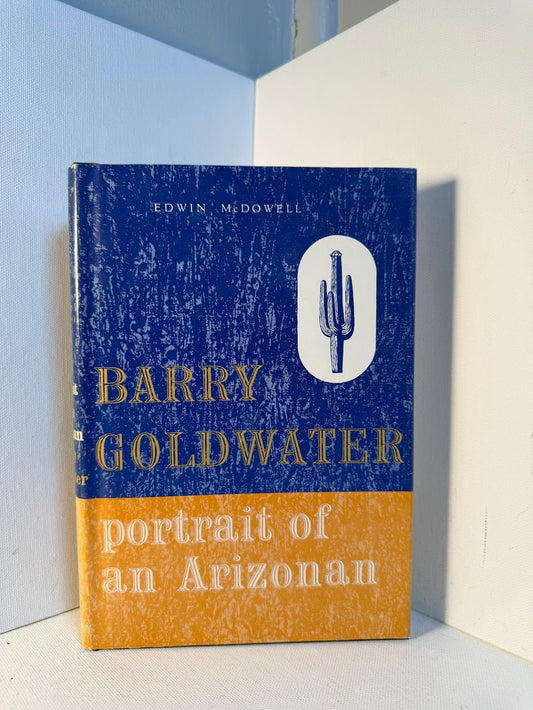 EDWIN McDOWELL
BARRY
GOLDWATER
portrait of
an Arizonan